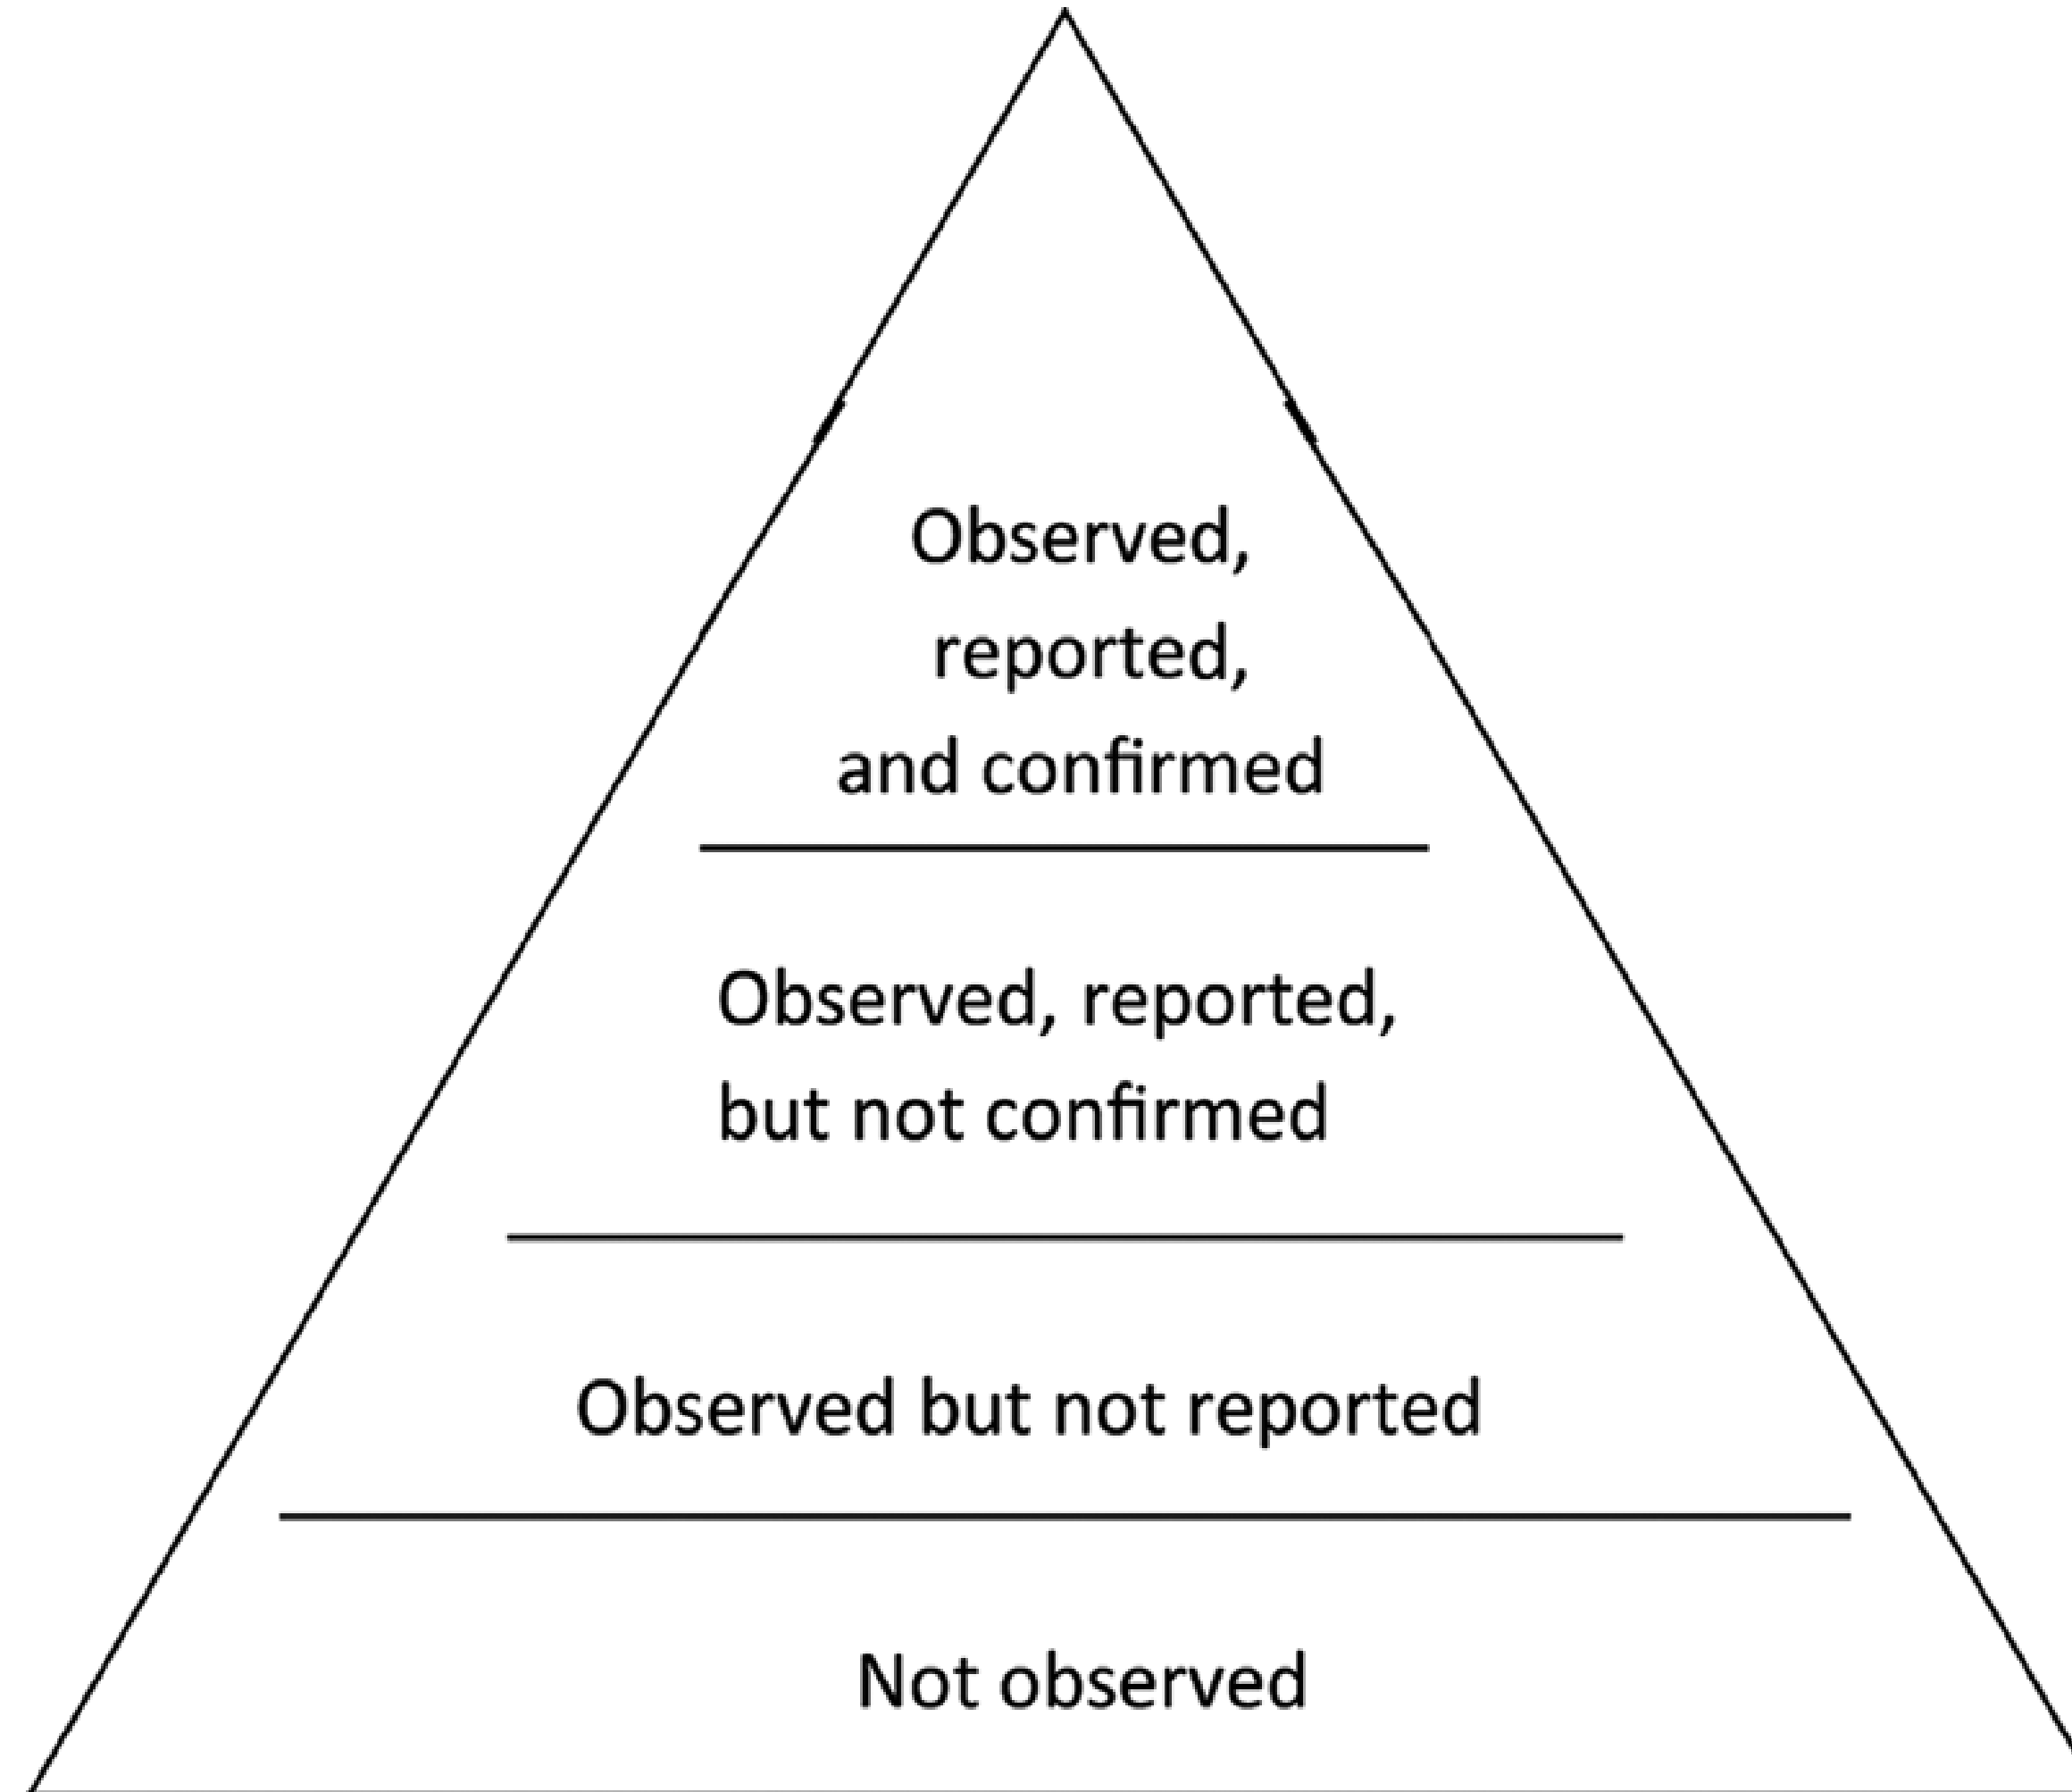 Observed,
reported,
and confirmed
Observed, reported,
but not confirmed
Observed but not reported
Not observed